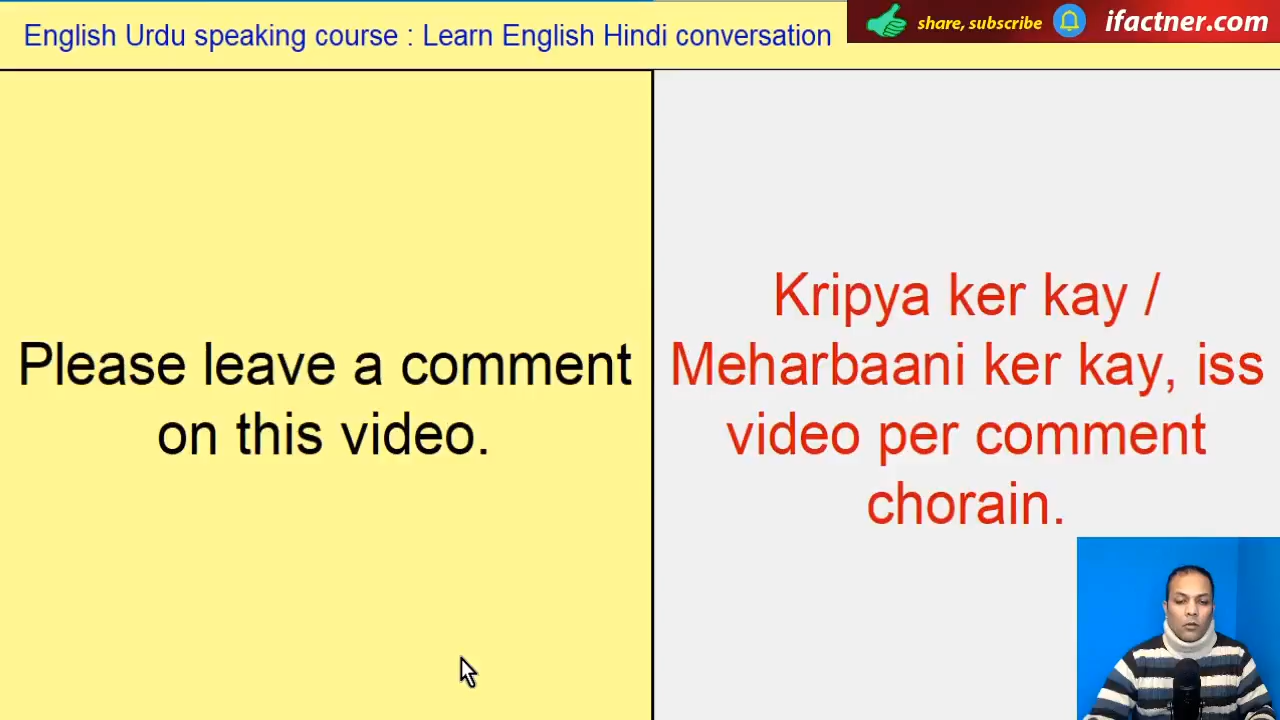 English Urdu speaking course : Learn English Hindi conversation
share, subscribe
ifactner.com
Please leave a comment
on this video.
Kripya ker kay /
Meharbaani ker kay, iss
video per comment
chorain.